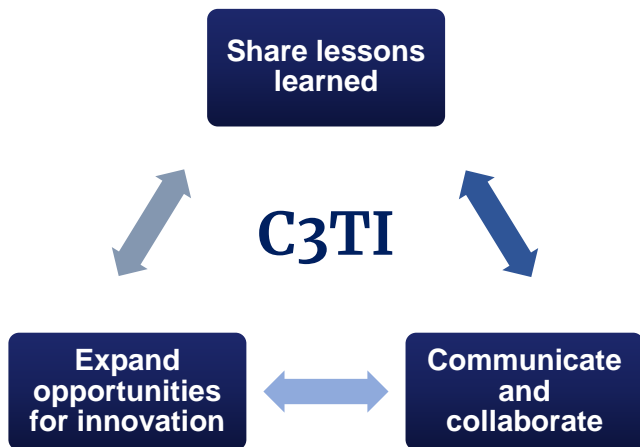 Share lessons
learned
C3TI
Expand
opportunities
for innovation
Communicate
and
collaborate